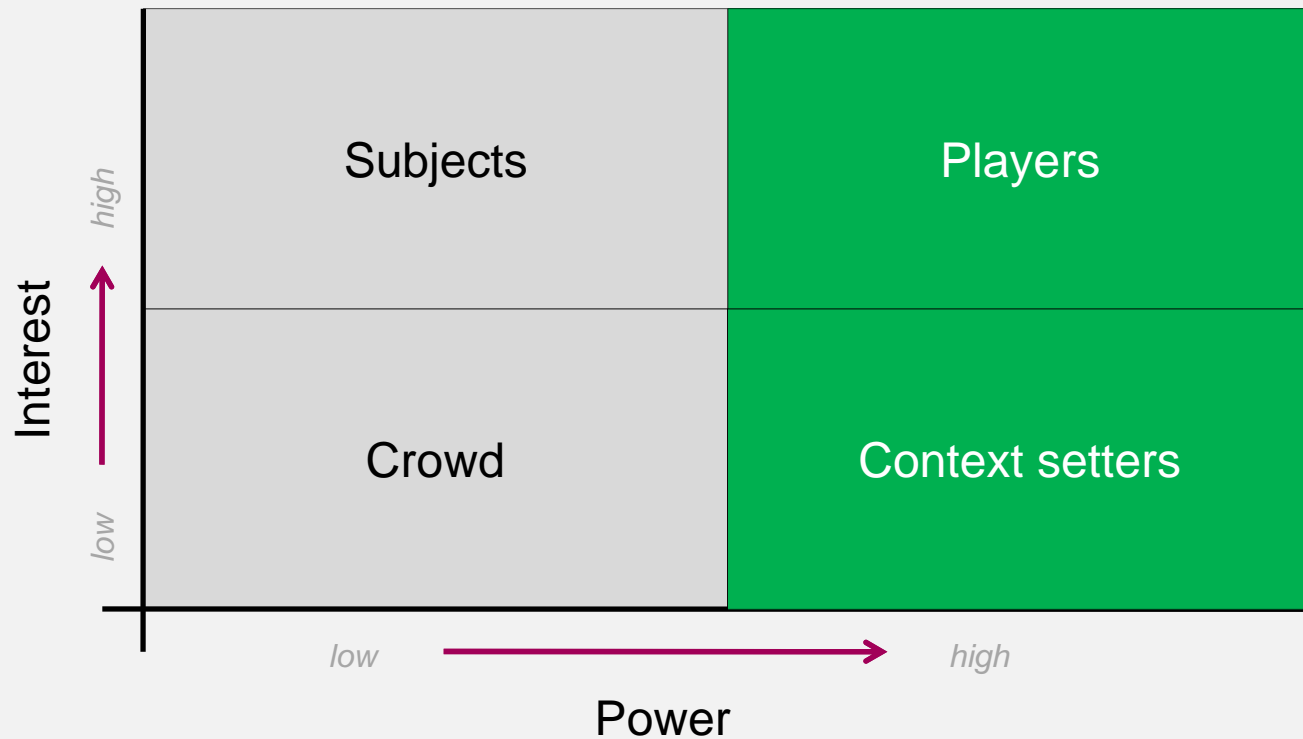 Subjects
Players
high
Interest
Crowd
Context setters
low
low
high
Power